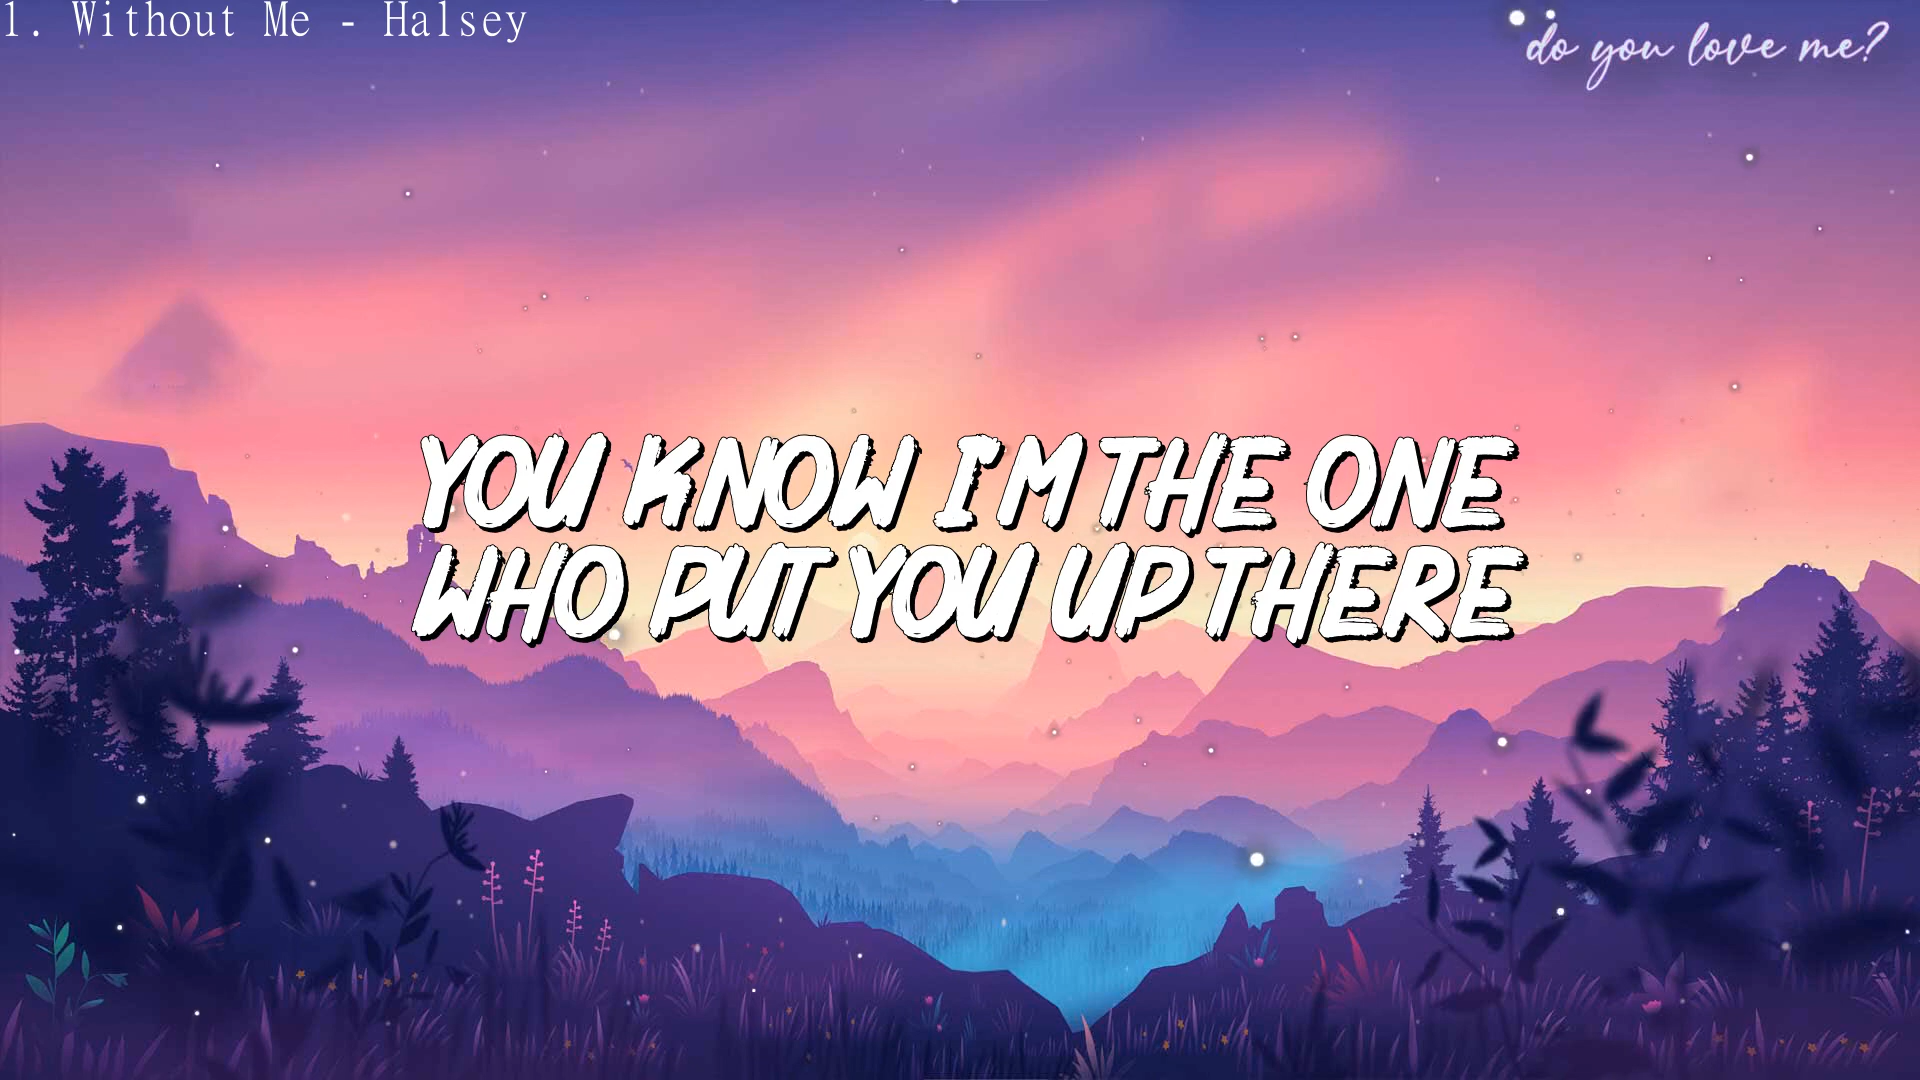 1. Without Me - Halsey
do you love me?
YOU KNOW I'M THE ONE
WHO PUT YOU UP THERE